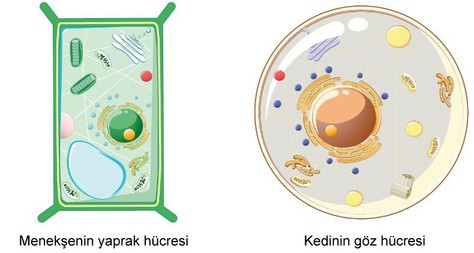 Menekşenin yaprak hücresi
Kedinin göz hücresi